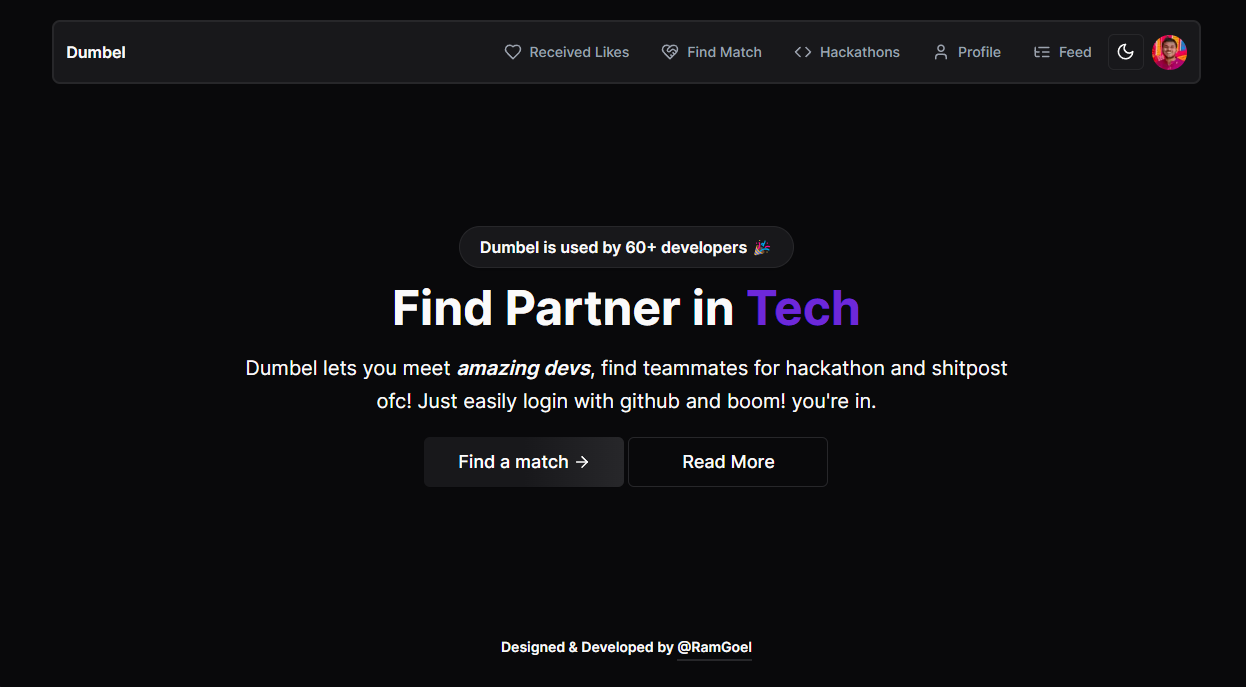 Dumbel
Received Likes
Find Match
Hackathons
Profile
Feed
Dumbel is used by 60+ developers 🎉
Find Partner in Tech
Dumbel lets you meet amazing devs, find teammates for hackathon and shitpost
ofc! Just easily login with github and boom! you're in.
Find a match →
Read More
Designed & Developed by @RamGoel